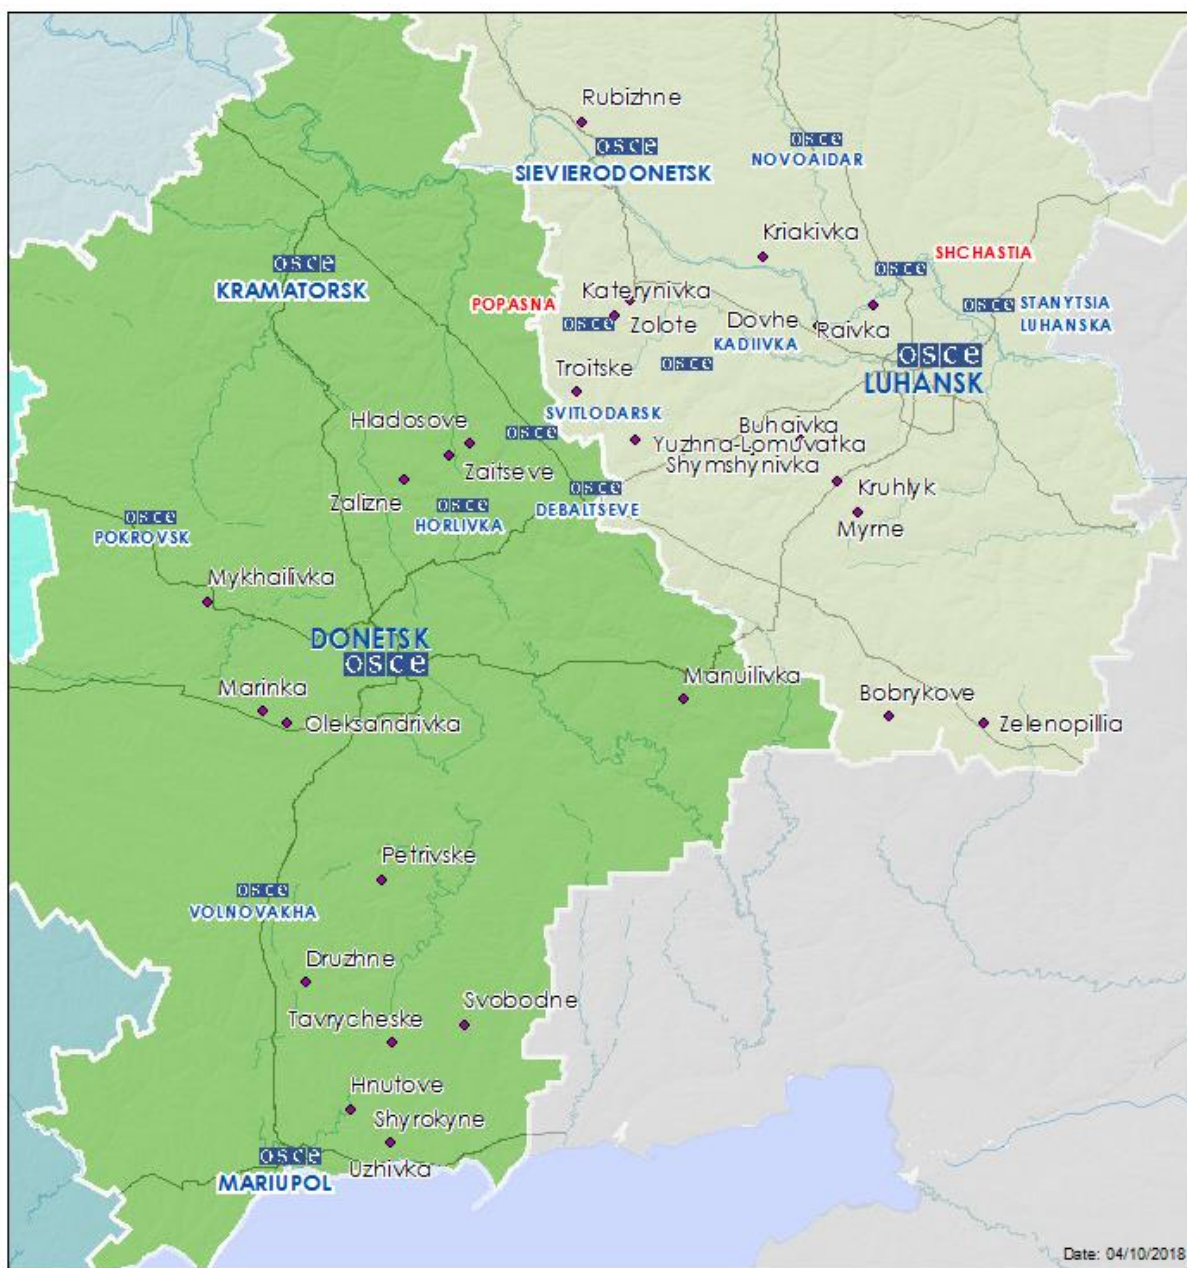 Rubizhne
osce
SIEVIERODONETSK
osce
NOVOAIDAR
Kriakivka
SHCHASTIA
osce
osce
KRAMATORSK
POPASNA
Katerynivka
osce
Zolote
Dovhe
Raivka
KADIIVKA
osce
osce
STANYTSIA
LUHANSKA
osce
LUHANSK
Troitske
SVITLODARSK
Hladosove
osce
Buhaivka
Yuzhna-Lomuvatka
Shymshynivka
Zaitseve
Zalizne
osce
HORLIVKA
osce
DEBALTSEVE
Kruhlyk
Myrne
osce
POKROVSK
Mykhailivka
DONETSK
osce
Marinka
Oleksandrivka
Manuilivka
Bobrykove
Zelenopillia
Petrivske
osce
VOLNOVAKHA
Druzhne
Svobodne
Tavrycheske
Hnutove
Shyrokyne
osce
Uzhivka
MARIUPOL
Date: 04/10/2018